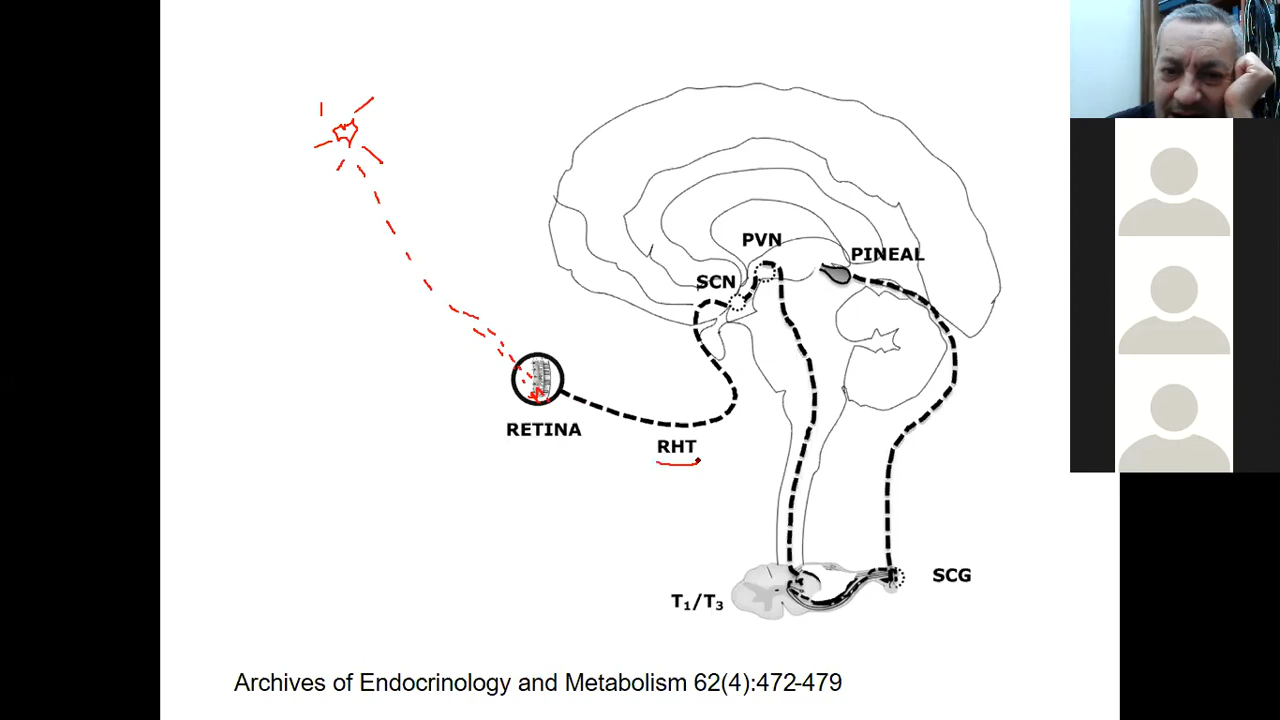 PVN
PINEAL
SCN
RETINA
RHT
SCG
T₁/T₃
Archives of Endocrinology and Metabolism 62(4):472-479